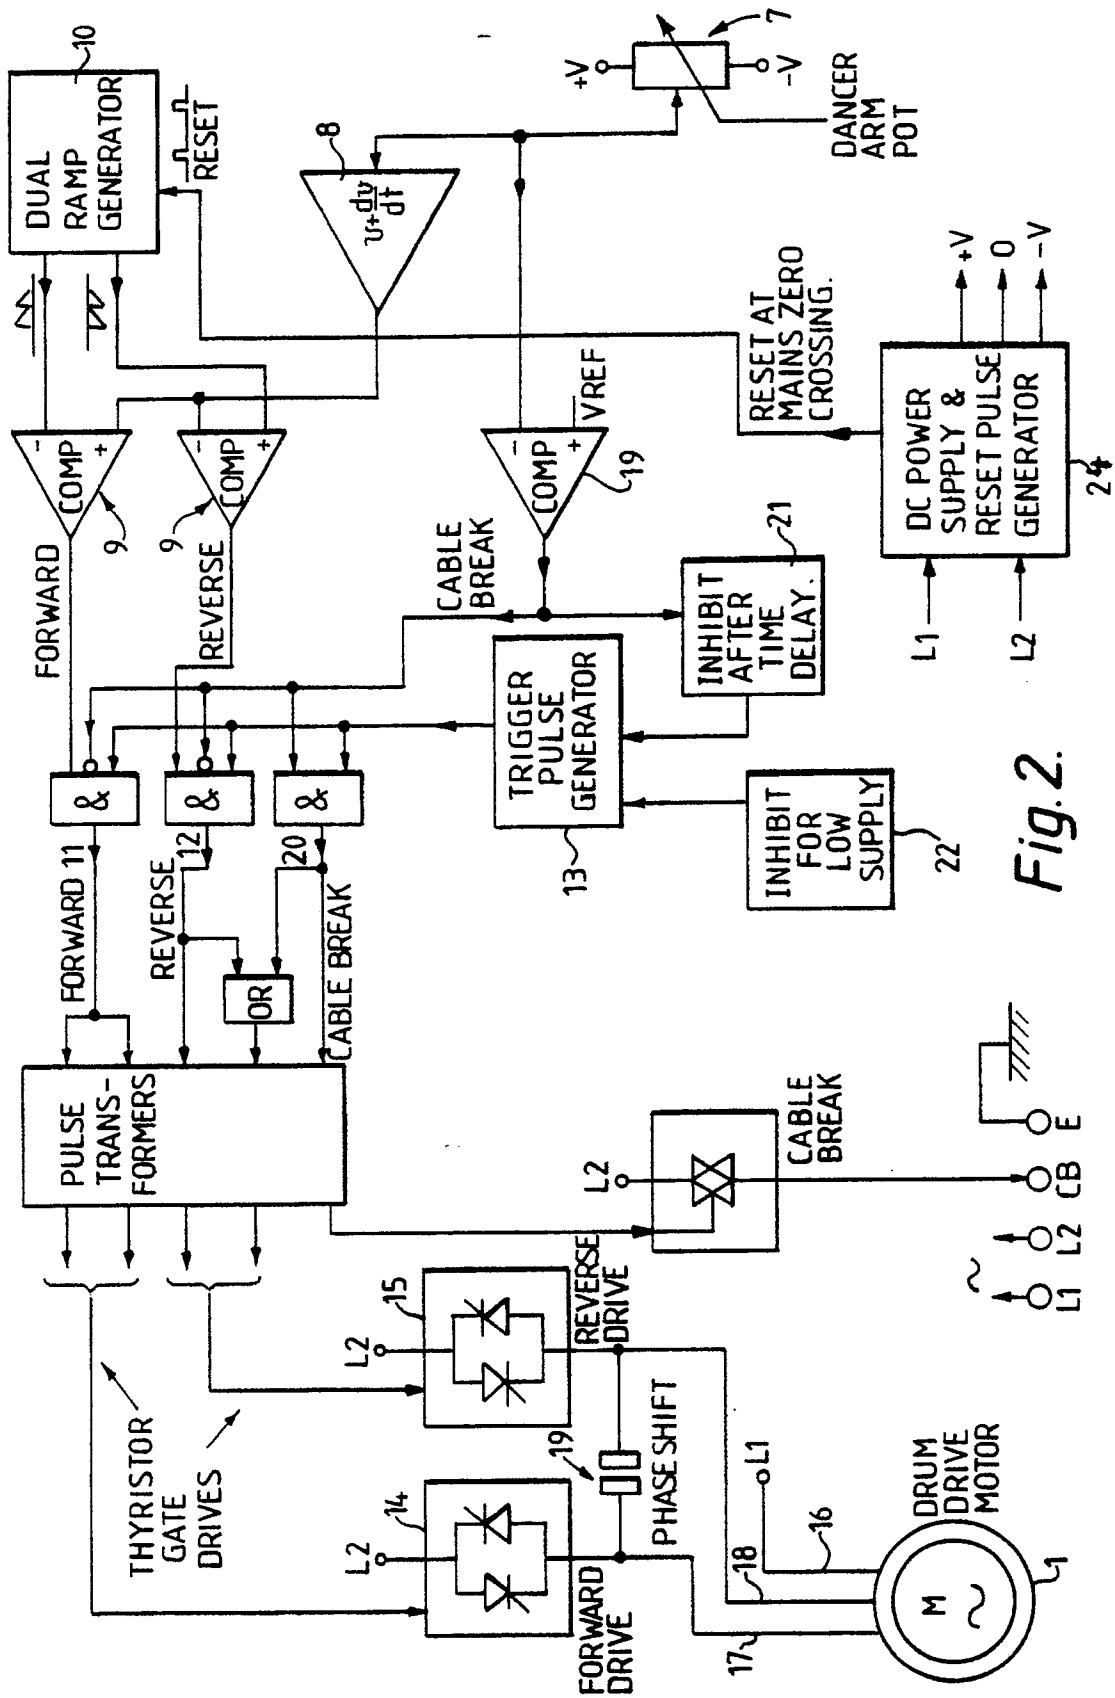 10
DUAL
RAMP
GENERATOR
RESET
8
v+dv/dt
+V
7
-V
DANCER
ARM
POT
-
COMP
+
9
-
COMP
+
9
-
COMP
+
VREF
19
RESET AT
MAINS ZERO
CROSSING.
+V
O
-V
DC POWER
SUPPLY &
RESET PULSE
GENERATOR
24
L1
L2
FORWARD
REVERSE
CABLE
BREAK
21
INHIBIT
AFTER
TIME
DELAY.
TRIGGER
PULSE
GENERATOR
13
INHIBIT
FOR
LOW
SUPPLY
22
&
&
&
FORWARD 11
REVERSE
12
20
OR
CABLE BREAK
Fig.2.
PULSE
TRANS-
FORMERS
L2
CABLE
BREAK
E
CB
L2
L1
~
THYRISTOR
GATE
DRIVES
L2
15
REVERSE
DRIVE
L2
14
FORWARD
DRIVE
19
PHASE SHIFT
L1
16
18
17
DRUM
DRIVE
MOTOR
M
~
1